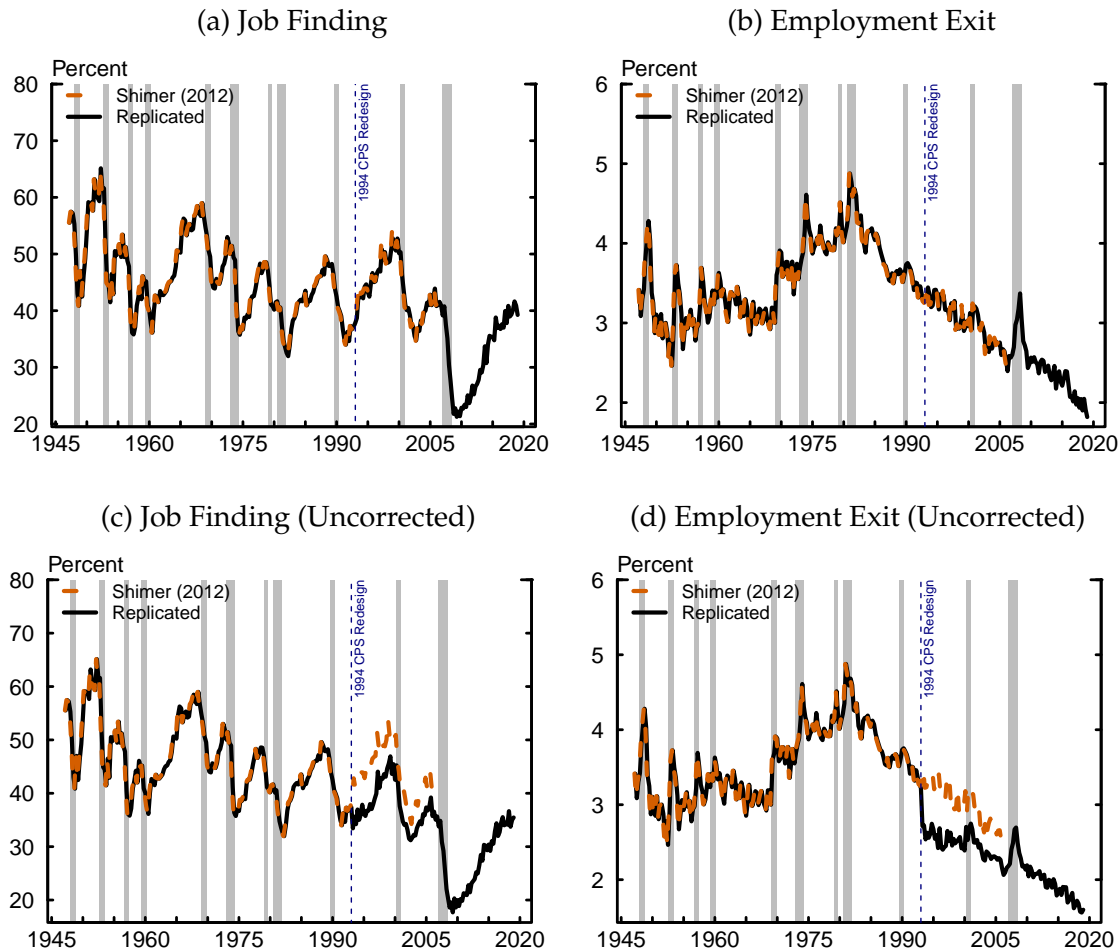 (a) Job Finding
Percent
80
70
60
50
40
30
20
Shimer (2012)
Replicated
1994 CPS Redesign
1945 1960 1975 1990 2005 2020
(b) Employment Exit
Percent
6
5
4
3
2
Shimer (2012)
Replicated
1994 CPS Redesign
1945 1960 1975 1990 2005 2020
(c) Job Finding (Uncorrected)
Percent
80
70
60
50
40
30
20
Shimer (2012)
Replicated
1994 CPS Redesign
1945 1960 1975 1990 2005 2020
(d) Employment Exit (Uncorrected)
Percent
6
5
4
3
2
Shimer (2012)
Replicated
1994 CPS Redesign
1945 1960 1975 1990 2005 2020